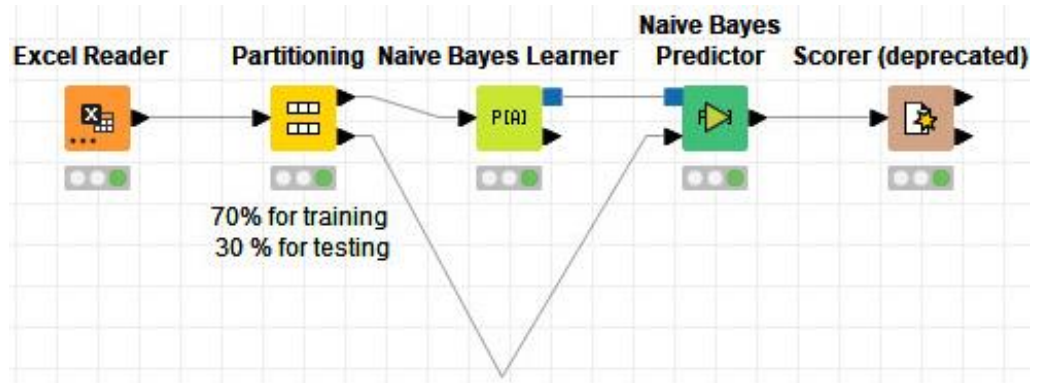 Excel Reader
Partitioning
Naive Bayes Learner
Naive Bayes
Predictor
Scorer (deprecated)
X
P[A]
70% for training
30 % for testing